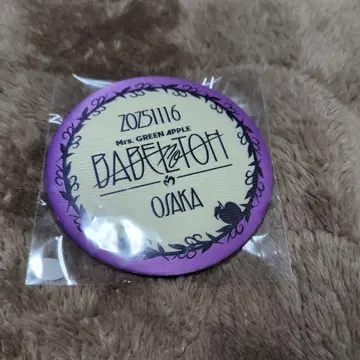 20251116
Mrs. GREEN APPLE
BABEL no TOH
OSAKA